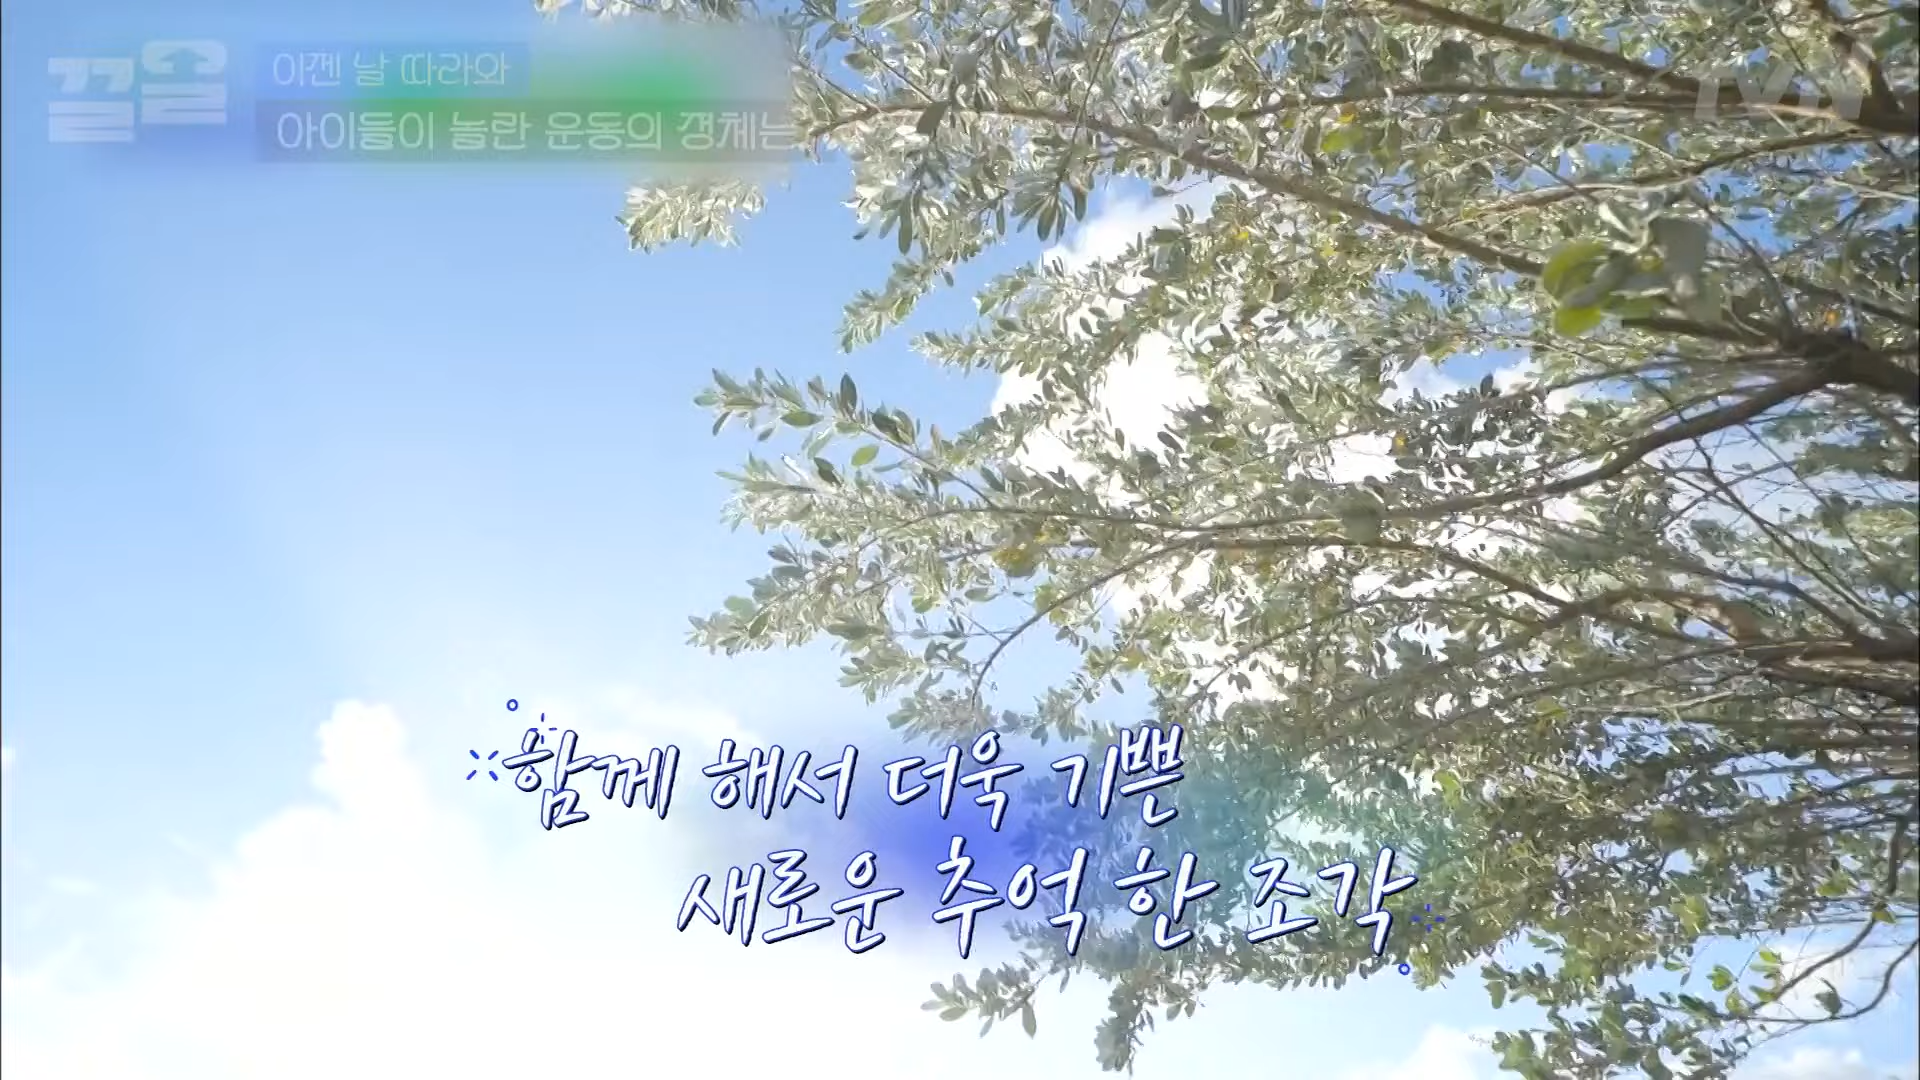 끌올
이젠 날 따라와
tvN
아이들이 놀란 운동의 정체는
함께 해서 더욱 기쁜
새로운 추억 한 조각